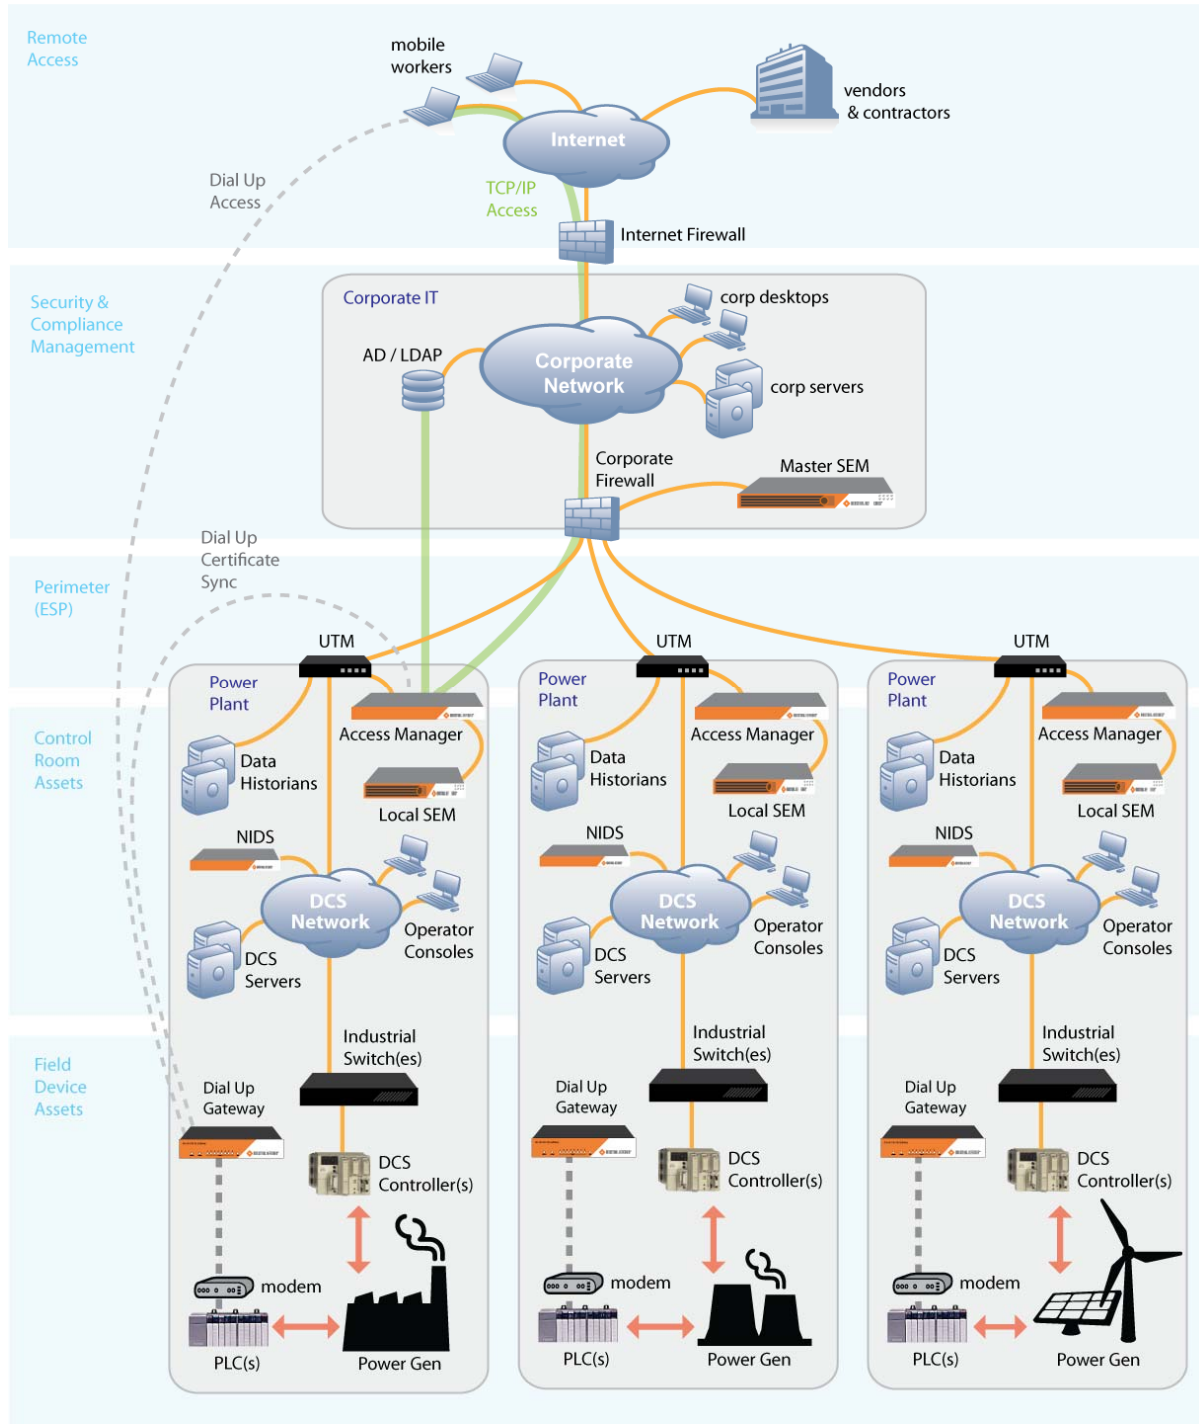 Remote
Access
mobile
workers
vendors
& contractors
Internet
Dial Up
Access
TCP/IP
Access
Internet Firewall
Security &
Compliance
Management
Corporate IT
corp desktops
AD / LDAP
Corporate
Network
corp servers
Corporate
Firewall
Master SEM
Dial Up
Certificate
Sync
Perimeter
(ESP)
UTM
UTM
UTM
Power
Plant
Power
Plant
Power
Plant
Control
Room
Assets
Access Manager
Access Manager
Access Manager
Data
Historians
Data
Historians
Data
Historians
Local SEM
Local SEM
Local SEM
NIDS
NIDS
NIDS
DCS
Network
DCS
Network
DCS
Network
Operator
Consoles
Operator
Consoles
Operator
Consoles
DCS
Servers
DCS
Servers
DCS
Servers
Field
Device
Assets
Industrial
Switch(es)
Industrial
Switch(es)
Industrial
Switch(es)
Dial Up
Gateway
Dial Up
Gateway
Dial Up
Gateway
DCS
Controller(s)
DCS
Controller(s)
DCS
Controller(s)
modem
modem
modem
PLC(s)
Power Gen
PLC(s)
Power Gen
PLC(s)
Power Gen